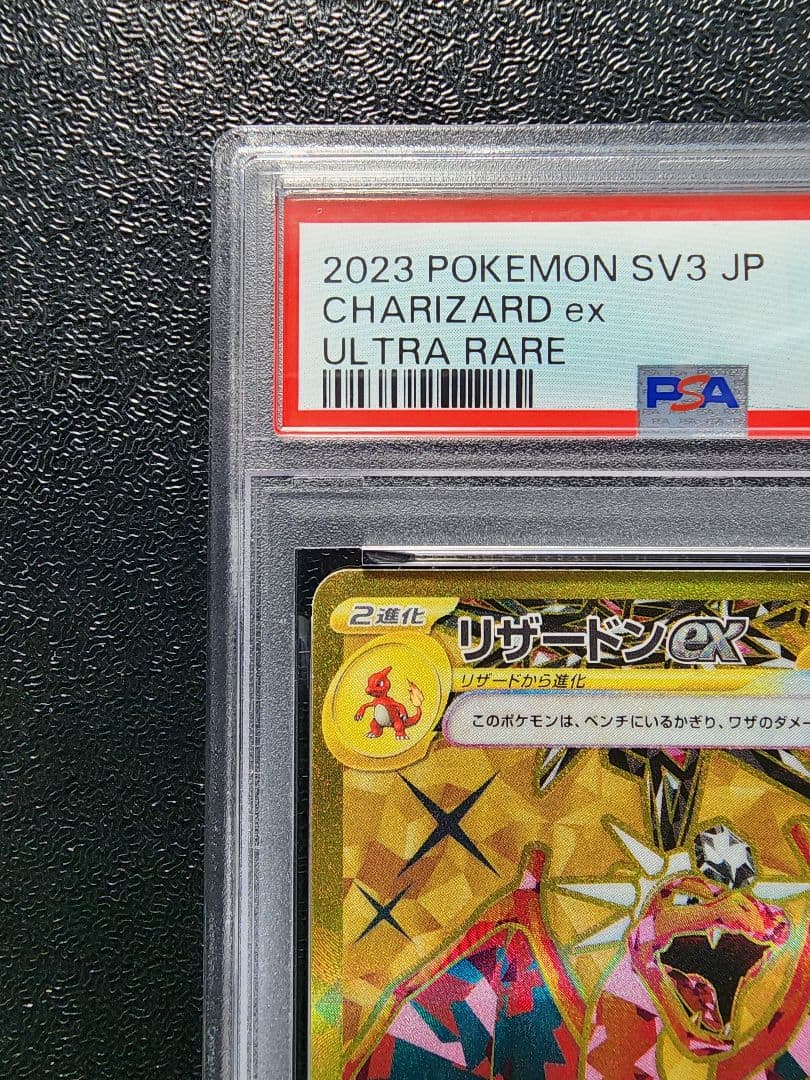 2023 POKEMON SV3 JP
CHARIZARD ex
ULTRA RARE
PSA
2進化
リザードンex
リザードから進化
このポケモンは、ベンチにいるかぎり、ワザのダメー